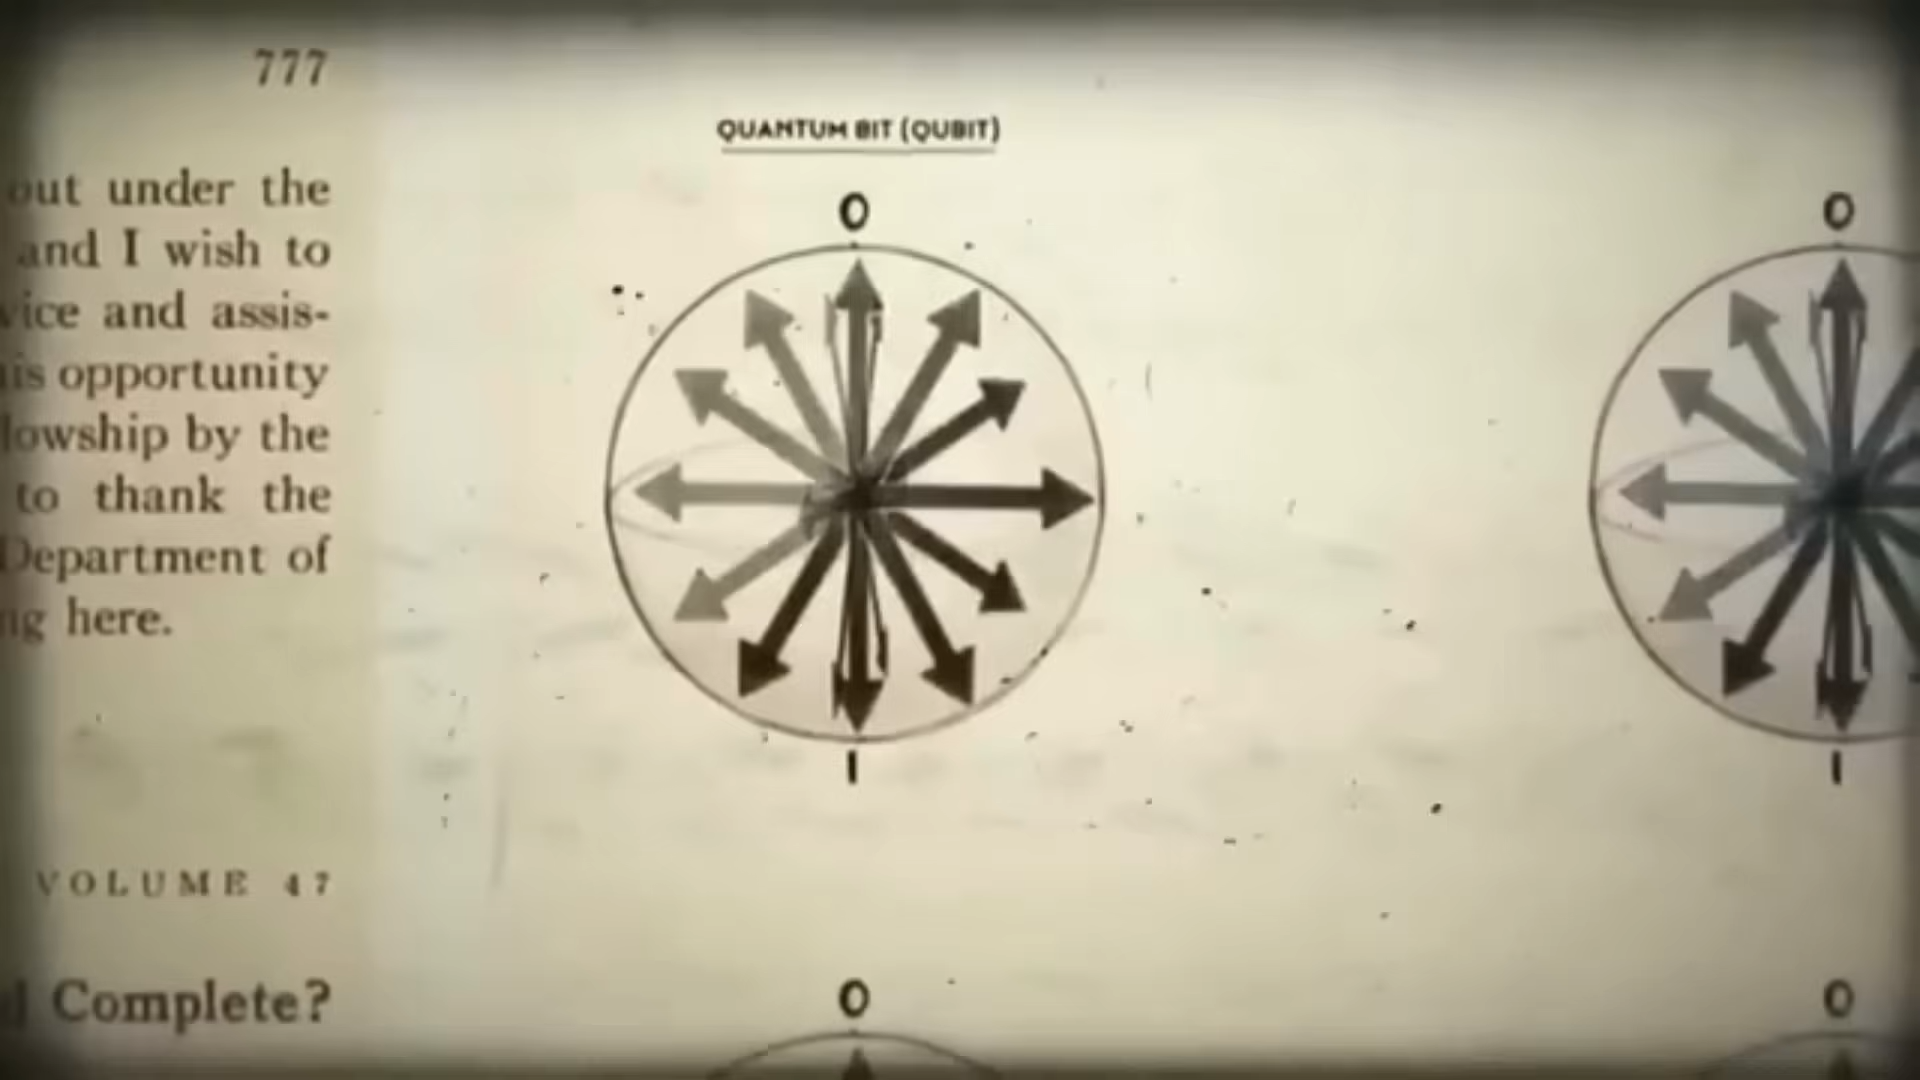 777
out under the
and I wish to
vice and assis-
is opportunity
lowship by the
to thank the
Department of
ng here.
VOLUME 47
Complete?
QUANTUM BIT (QUBIT)
0
1
0
1
0
0